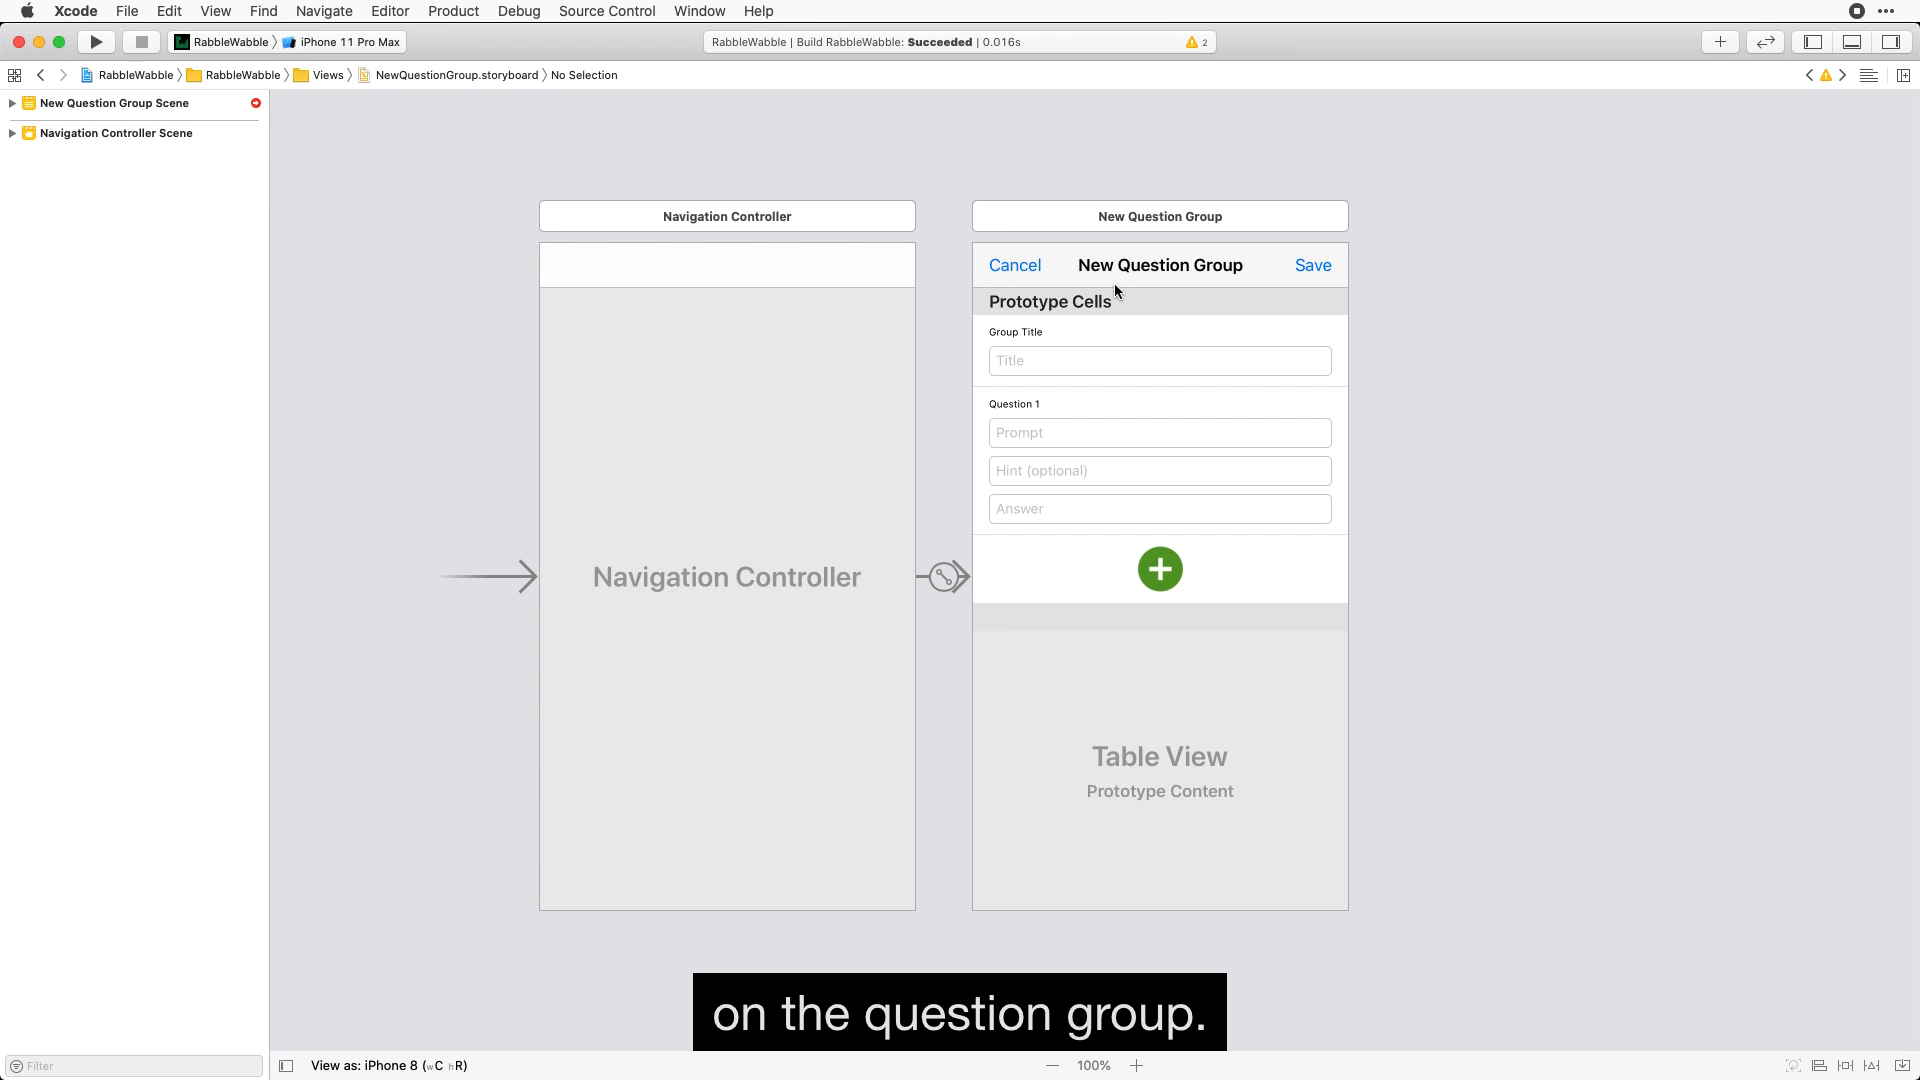 Xcode File Edit View Find Navigate Editor Product Debug Source Control Window Help
RabbleWabble iPhone 11 Pro Max RabbleWabble | Build RabbleWabble: Succeeded | 0.016s 2
RabbleWabble RabbleWabble Views NewQuestionGroup.storyboard No Selection
New Question Group Scene
Navigation Controller Scene
Navigation Controller
New Question Group
Cancel New Question Group Save
Prototype Cells
Group Title
Title
Question 1
Prompt
Hint (optional)
Answer
Navigation Controller
Table View
Prototype Content
on the question group.
Filter View as: iPhone 8 (wC hR) 100%